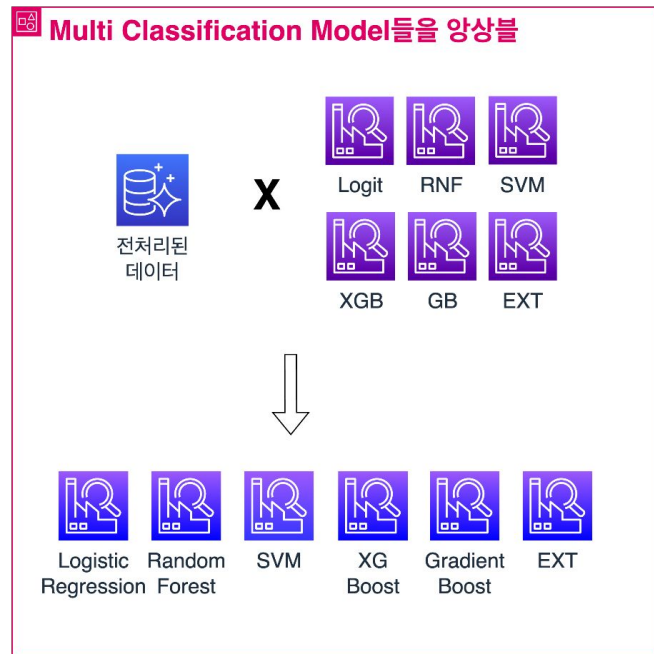 Multi Classification Model들을 앙상블
X
Logit RNF SVM
전처리된
데이터
XGB GB EXT
Logistic Random SVM XG Gradient EXT
Regression Forest Boost Boost